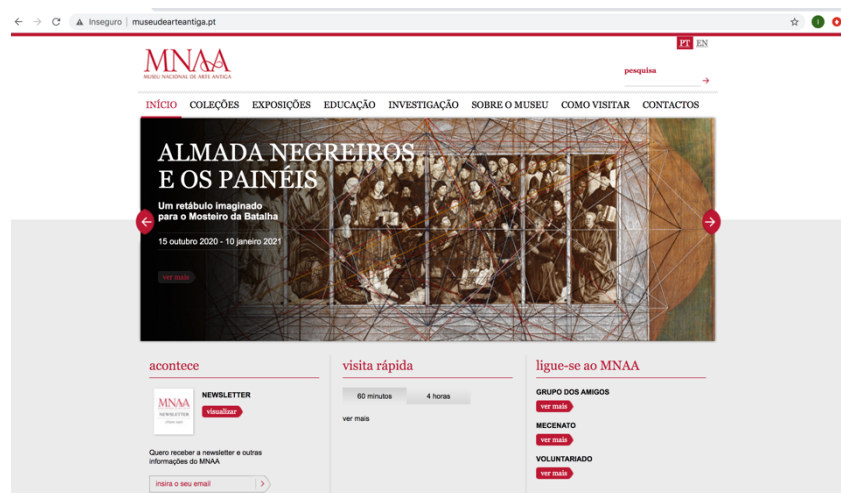 Inseguro | museudearteantiga.pt
PT EN
MNAA
MUSEU NACIONAL DE ARTE ANTIGA
pesquisa
INÍCIO COLEÇÕES EXPOSIÇÕES EDUCAÇÃO INVESTIGAÇÃO SOBRE O MUSEU COMO VISITAR CONTACTOS
ALMADA NEGREIROS
E OS PAINÉIS
Um retábulo imaginado
para o Mosteiro da Batalha
15 outubro 2020 - 10 janeiro 2021
ver mais
acontece
MNAA
NEWSLETTER
NEWSLETTER
visualizar
Quero receber a newsletter e outras
informações do MNAA
insira o seu email
visita rápida
60 minutos 4 horas
ver mais
ligue-se ao MNAA
GRUPO DOS AMIGOS
ver mais
MECENATO
ver mais
VOLUNTARIADO
ver mais